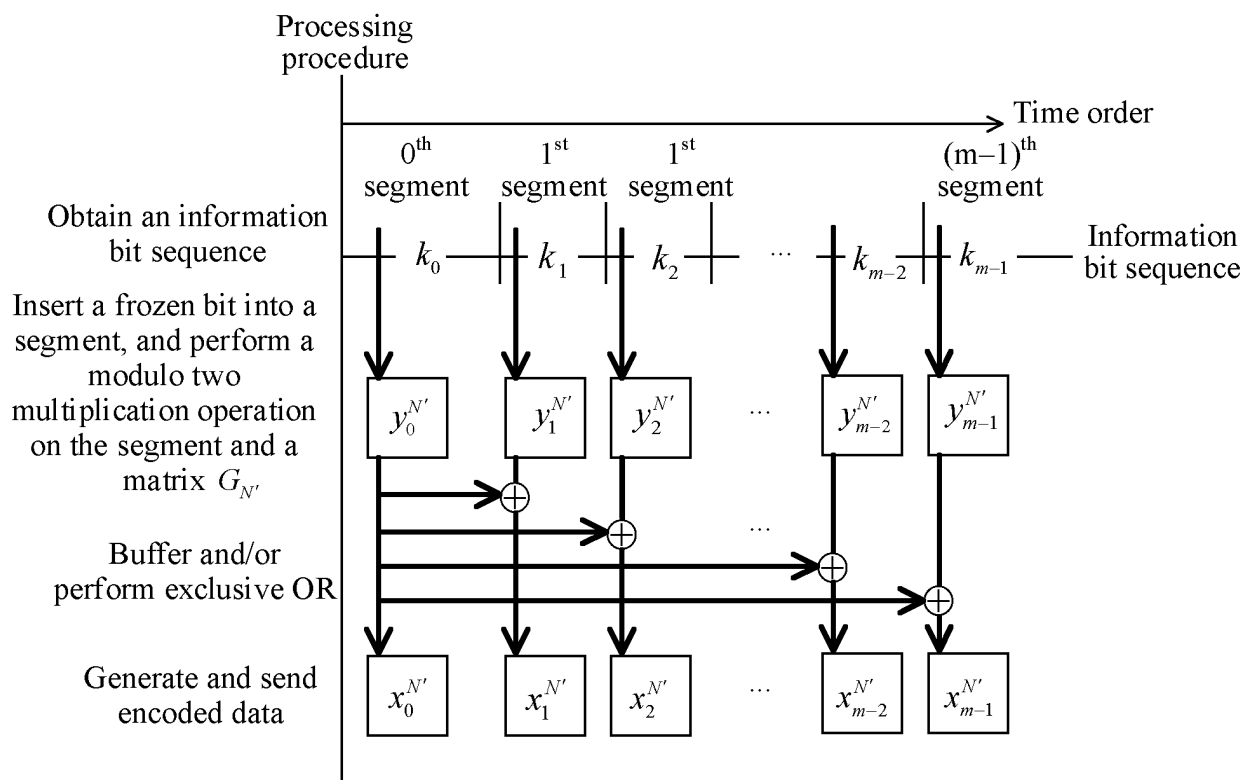 Processing
procedure
Time order
0th
segment
1st
segment
1st
segment
(m–1)th
segment
Obtain an information
bit sequence
k0
k1
k2
...
km−2
km−1
Information
bit sequence
Insert a frozen bit into a
segment, and perform a
modulo two
multiplication operation
on the segment and a
matrix GN′
y0N′
y1N′
y2N′
...
ym−2N′
ym−1N′
Buffer and/or
perform exclusive OR
...
Generate and send
encoded data
x0N′
x1N′
x2N′
...
xm−2N′
xm−1N′